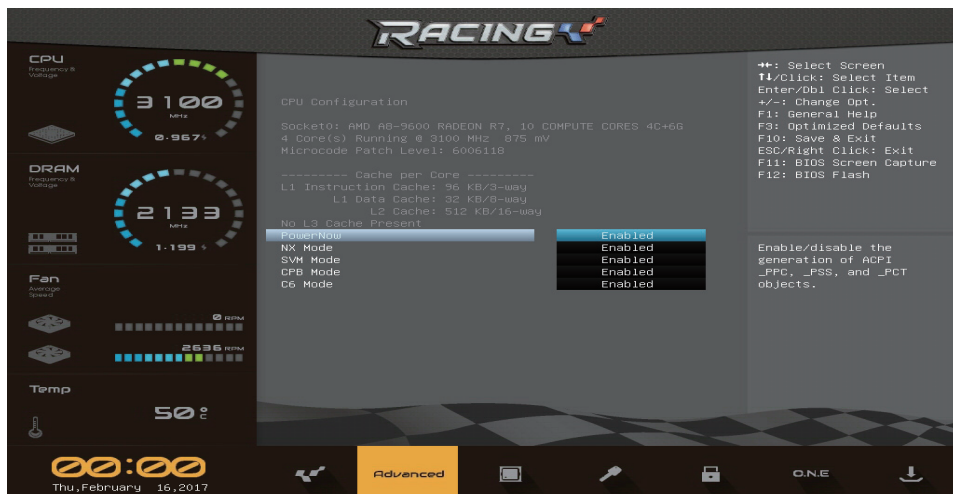 RACING
CPU
Frequency &
Voltage
3100
MHz
0.967 V
DRAM
Frequency &
Voltage
2133
MHz
1.199 V
Fan
Average
Speed
0 RPM
2636 RPM
Temp
50 °C
CPU Configuration
Socket0: AMD A8-9600 RADEON R7, 10 COMPUTE CORES 4C+6G
4 Core(s) Running @ 3100 MHz 875 mV
Microcode Patch Level: 6006118
--------- Cache per Core ---------
L1 Instruction Cache: 96 KB/3-way
L1 Data Cache: 32 KB/8-way
L2 Cache: 512 KB/16-way
No L3 Cache Present
PowerNow Enabled
NX Mode Enabled
SVM Mode Enabled
CPB Mode Enabled
C6 Mode Enabled
→←: Select Screen
↑↓/Click: Select Item
Enter/Dbl Click: Select
+/-: Change Opt.
F1: General Help
F3: Optimized Defaults
F10: Save & Exit
ESC/Right Click: Exit
F11: BIOS Screen Capture
F12: BIOS Flash
Enable/disable the
generation of ACPI
_PPC, _PSS, and _PCT
objects.
00:00
Thu,February 16,2017
Advanced
O.N.E